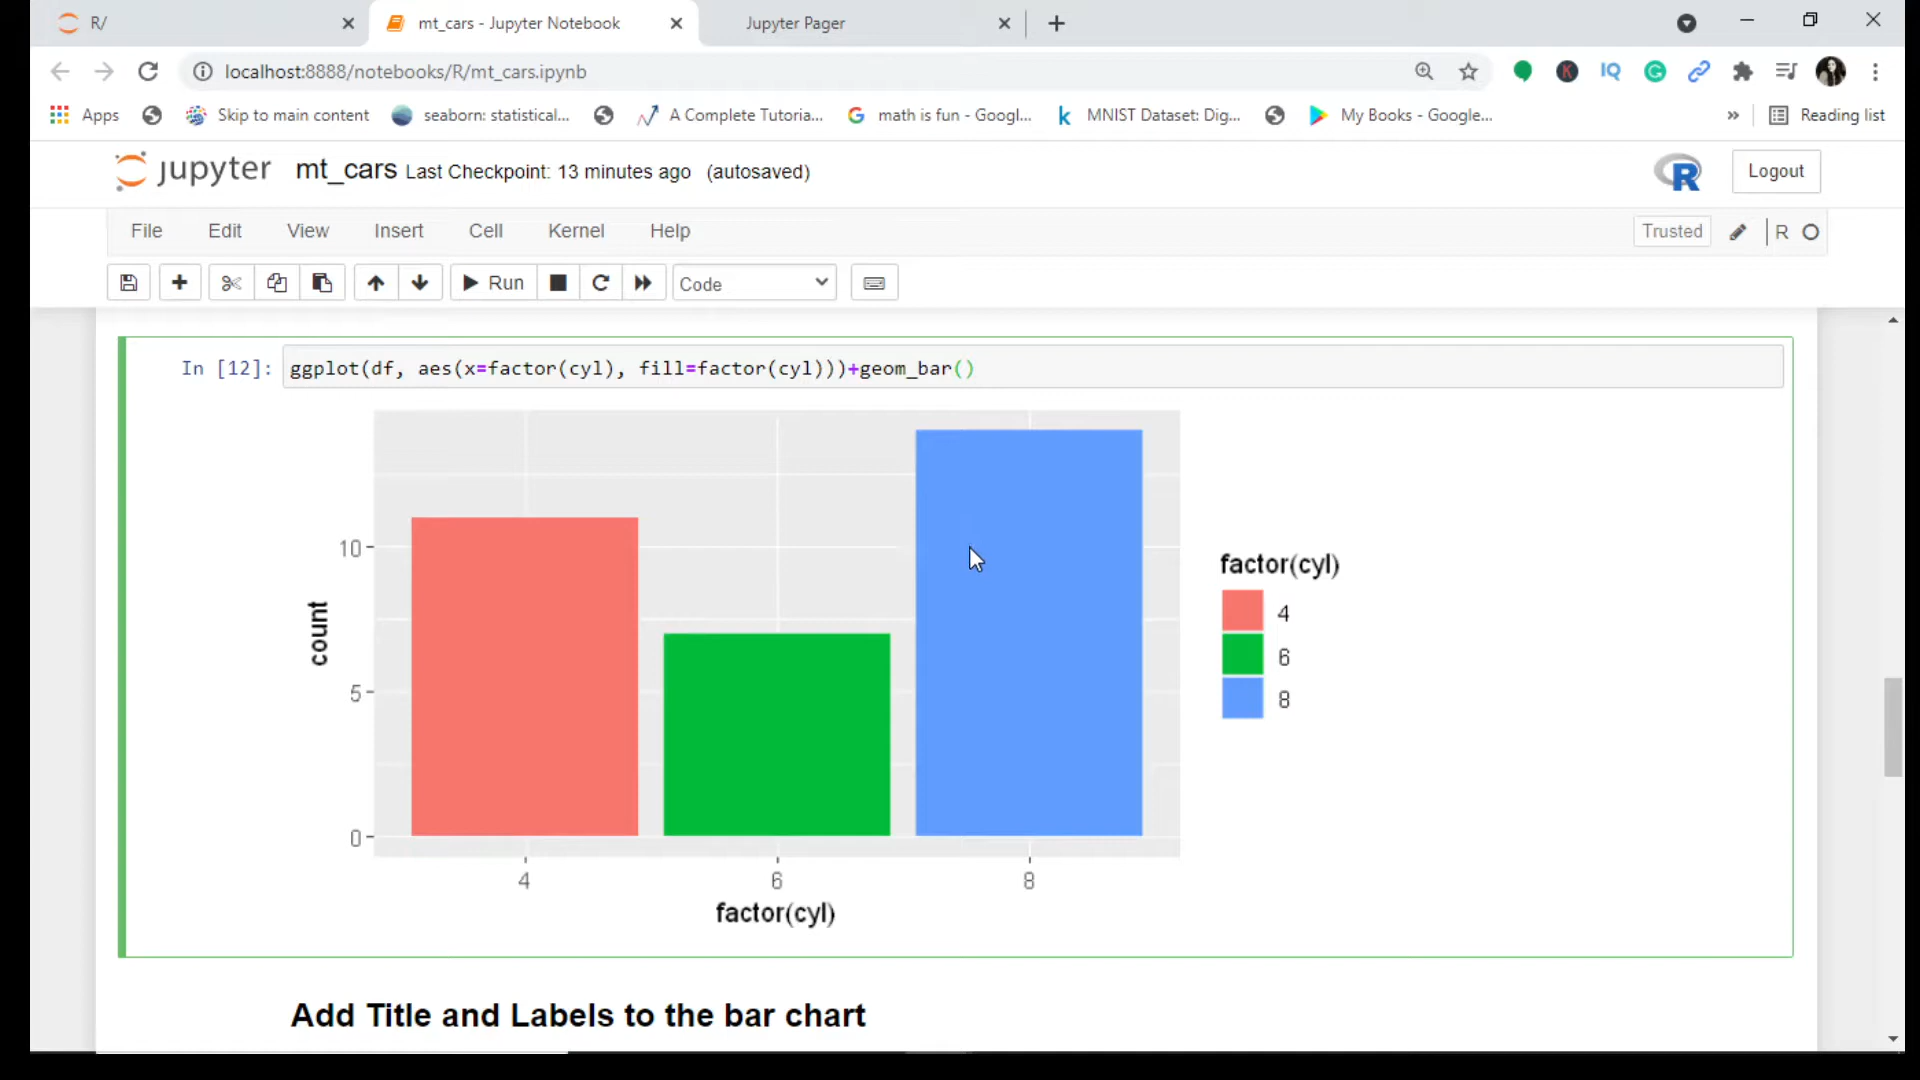 R/
mt_cars - Jupyter Notebook
Jupyter Pager
localhost:8888/notebooks/R/mt_cars.ipynb
K
IQ
Apps
Skip to main content
seaborn: statistical...
A Complete Tutoria...
math is fun - Googl...
k
MNIST Dataset: Dig...
My Books - Google...
»
Reading list
jupyter mt_cars Last Checkpoint: 13 minutes ago (autosaved)
R
Logout
File
Edit
View
Insert
Cell
Kernel
Help
Trusted
R
Run
Code
In [12]: ggplot(df, aes(x=factor(cyl), fill=factor(cyl)))+geom_bar()
10
5
0
count
4
6
8
factor(cyl)
factor(cyl)
4
6
8
Add Title and Labels to the bar chart